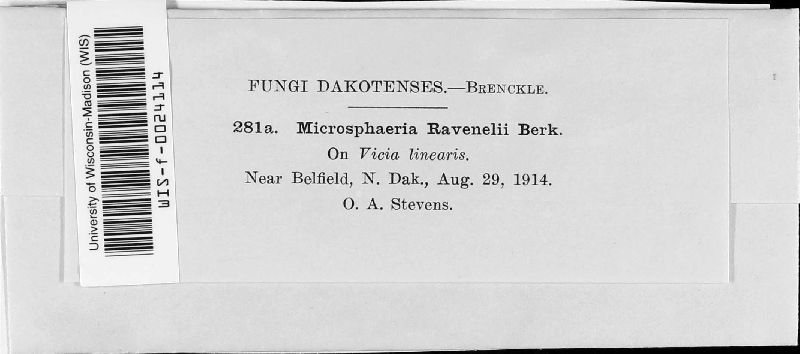 FUNGI DAKOTENSES.—BRENCKLE.
281a. Microsphaeria Ravenelii Berk.
On Vicia linearis.
Near Belfield, N. Dak., Aug. 29, 1914.
O. A. Stevens.
University of Wisconsin-Madison (WIS)
WIS-f-0024114